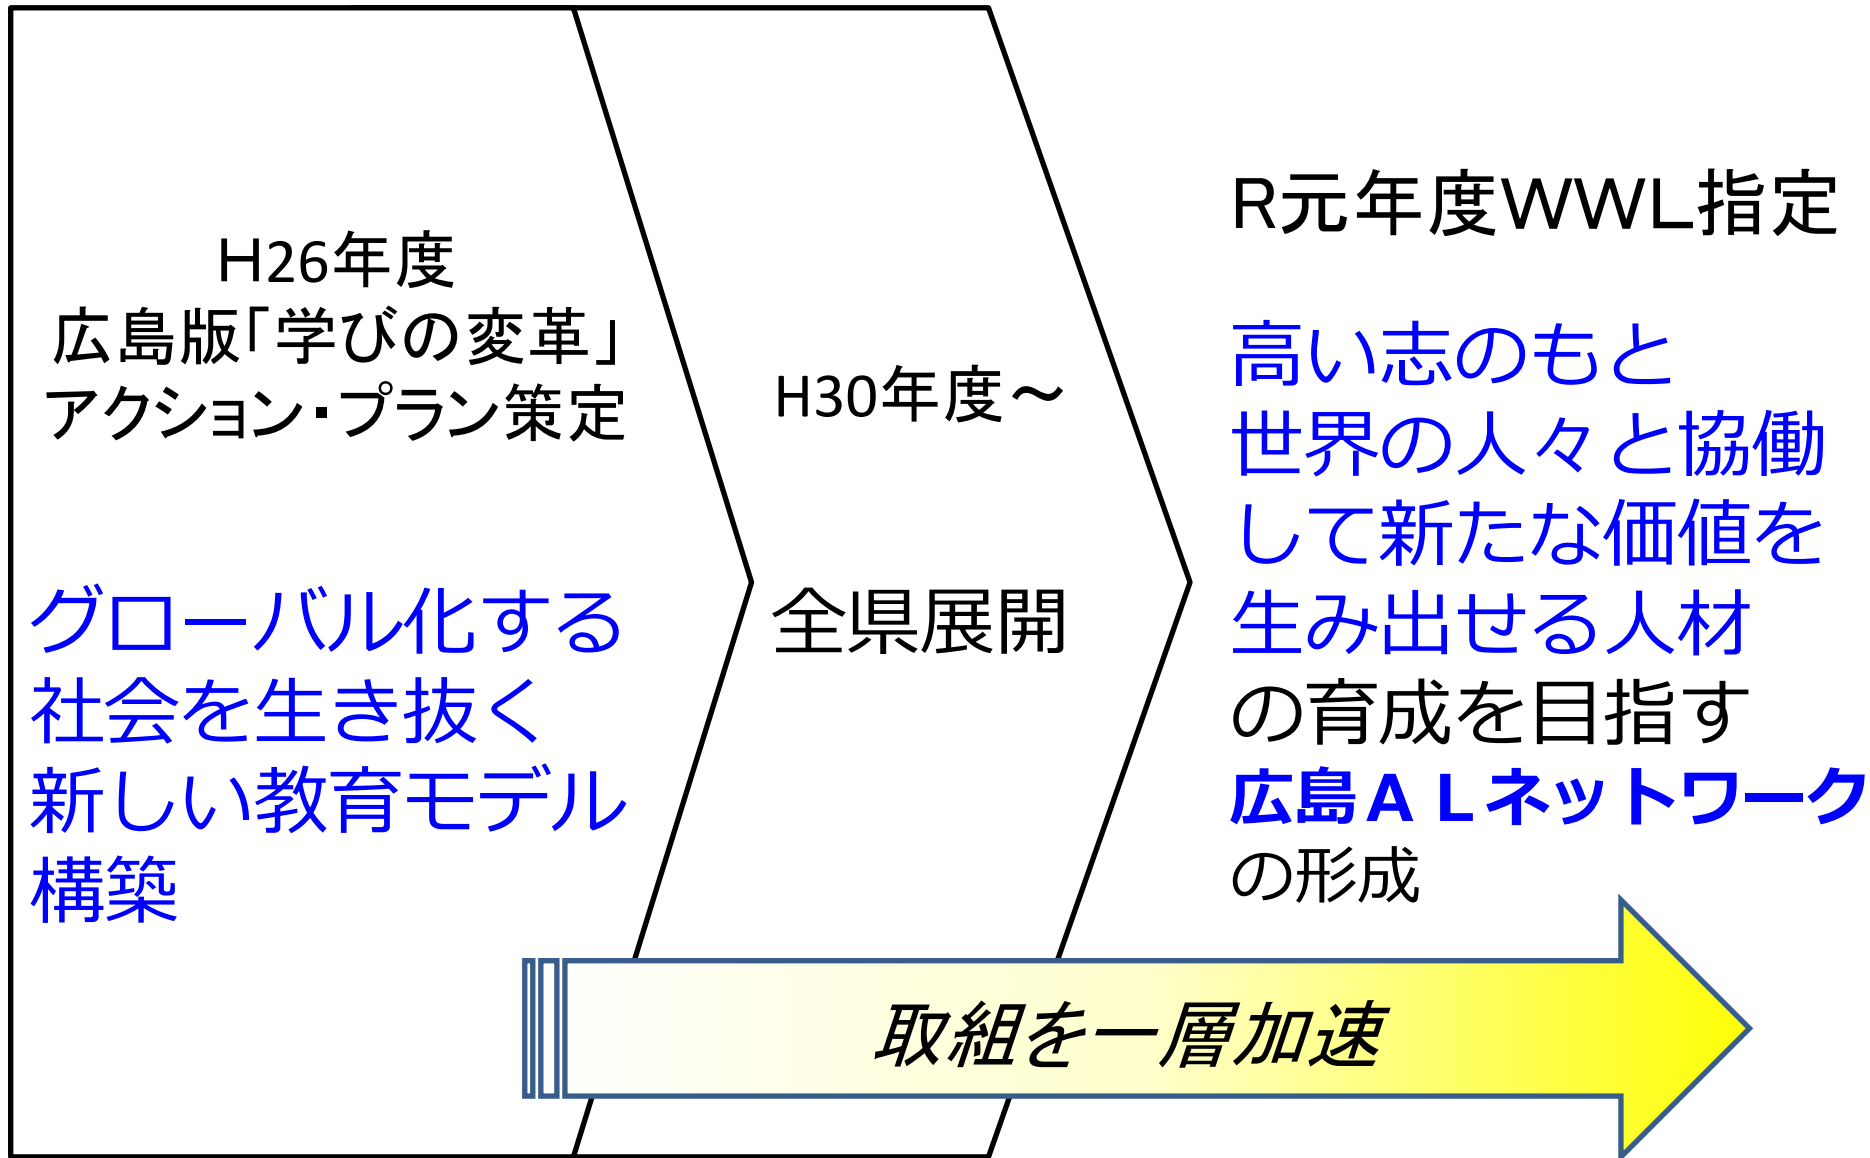 H26年度
広島版「学びの変革」
アクション・プラン策定
グローバル化する
社会を生き抜く
新しい教育モデル
構築
H30年度～
全県展開
R元年度WWL指定
高い志のもと
世界の人々と協働
して新たな価値を
生み出せる人材
の育成を目指す
広島ＡＬネットワーク
の形成
取組を一層加速